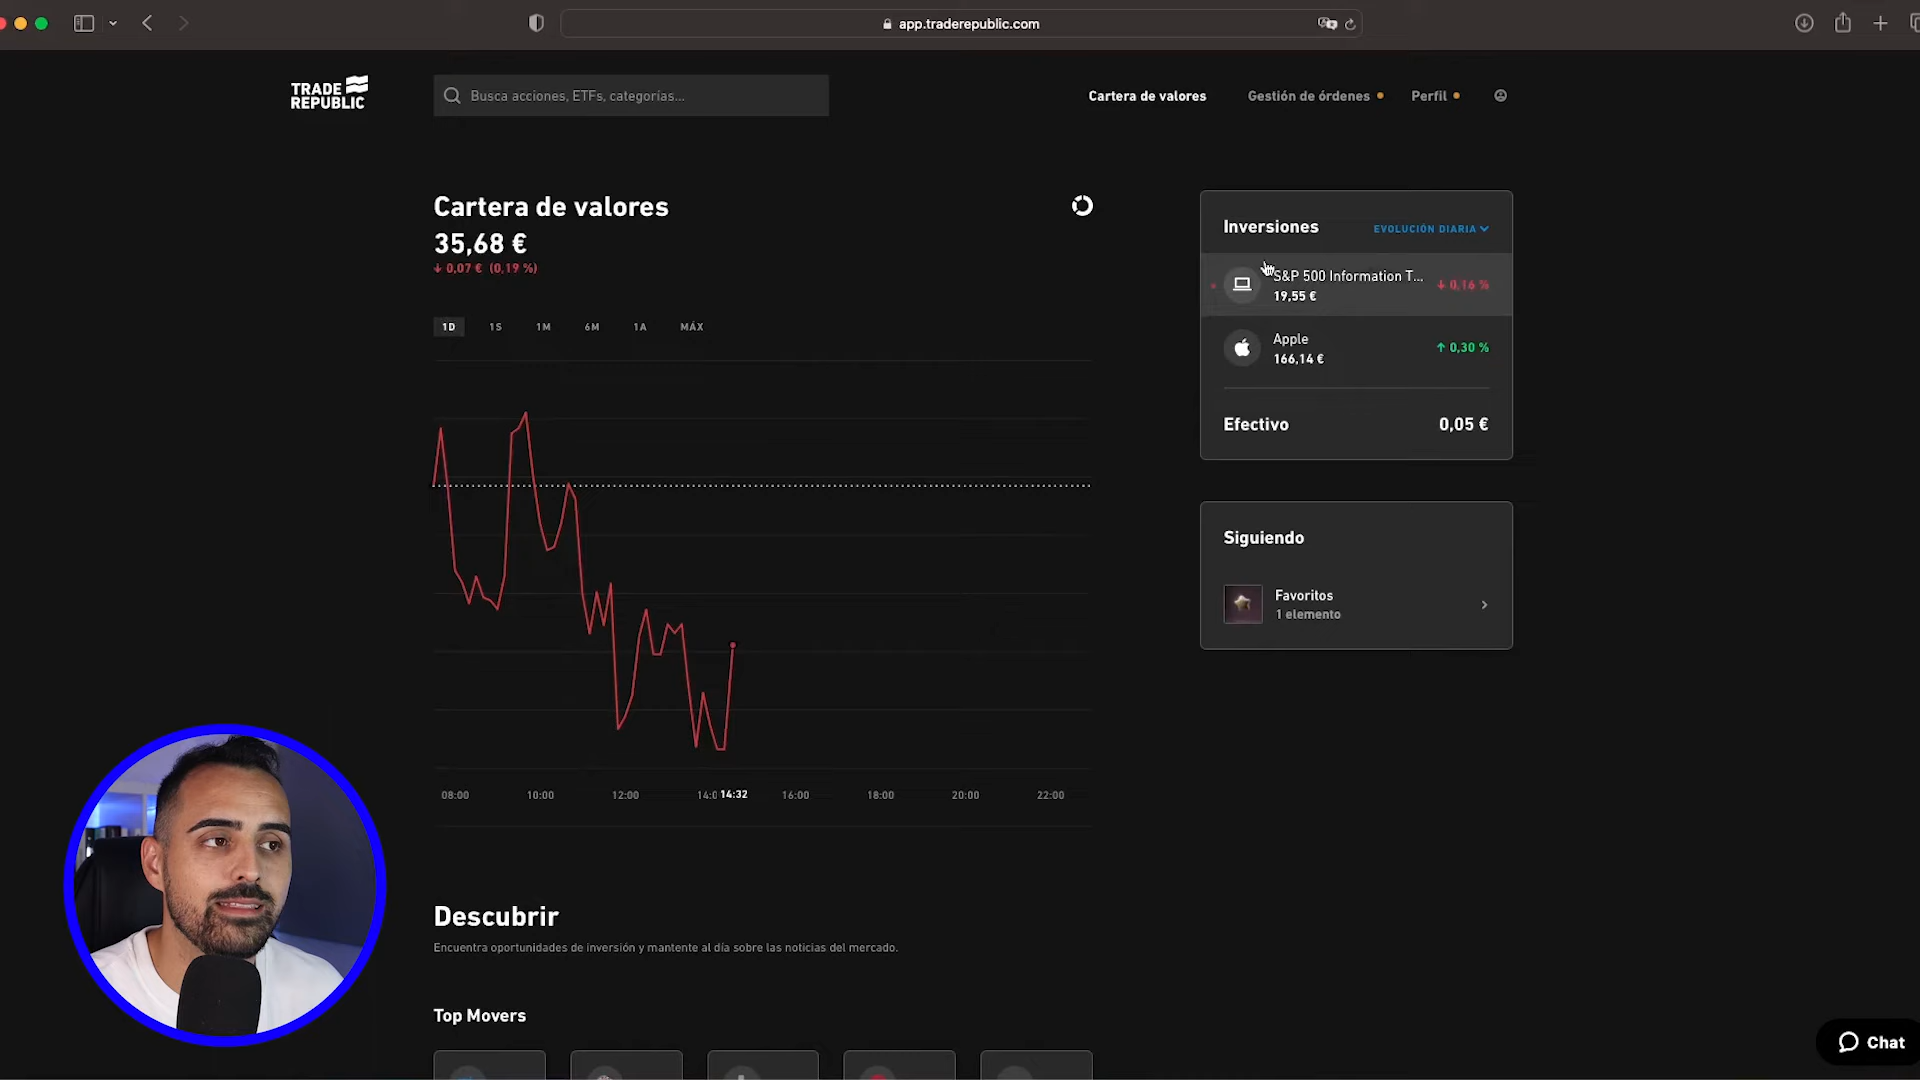 app.traderepublic.com
TRADE
REPUBLIC
Busca acciones, ETFs, categorías...
Cartera de valores
Gestión de órdenes
Perfil
Cartera de valores
35,68 €
0,07 € (0,19 %)
1D
1S
1M
6M
1A
MÁX
08:00
10:00
12:00
14:0
14:32
16:00
18:00
20:00
22:00
Inversiones
EVOLUCIÓN DIARIA
S&P 500 Information T...
19,55 €
0,16 %
Apple
166,14 €
0,30 %
Efectivo
0,05 €
Siguiendo
Favoritos
1 elemento
Descubrir
Encuentra oportunidades de inversión y mantente al día sobre las noticias del mercado.
Top Movers
Chat